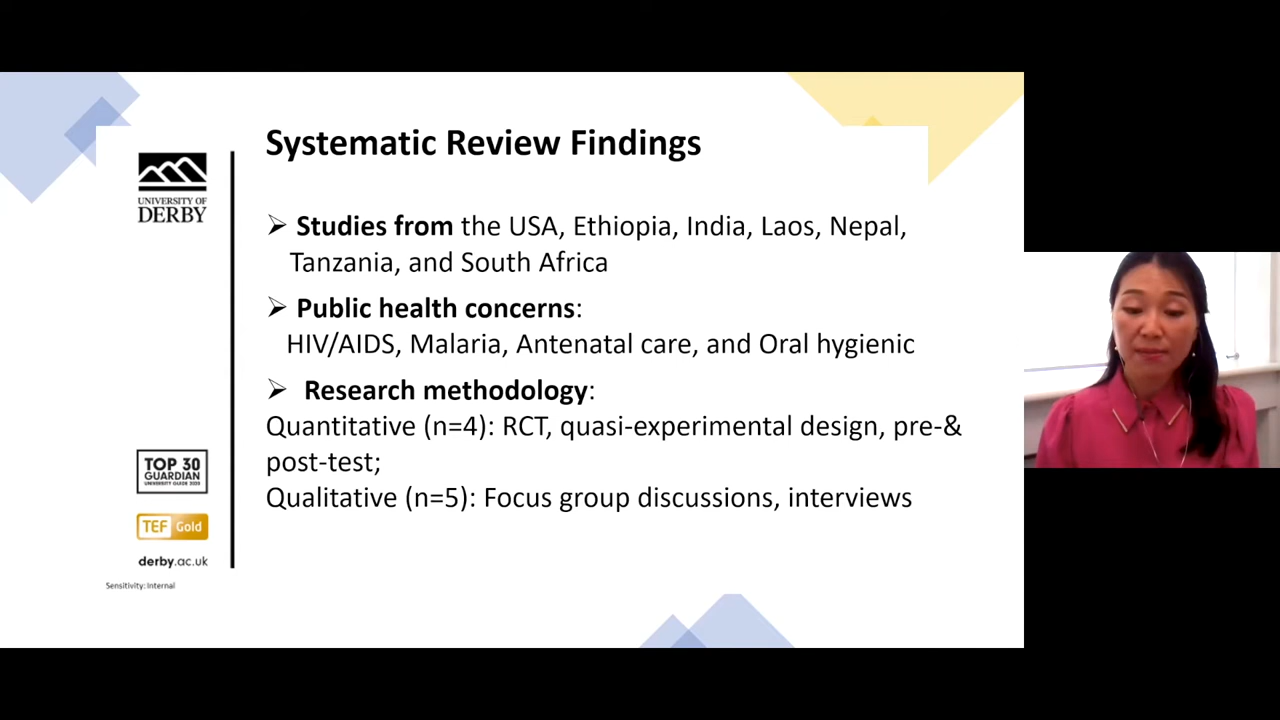 Systematic Review Findings
UNIVERSITY OF
DERBY
➢ Studies from the USA, Ethiopia, India, Laos, Nepal,
Tanzania, and South Africa
➢ Public health concerns:
HIV/AIDS, Malaria, Antenatal care, and Oral hygienic
➢ Research methodology:
Quantitative (n=4): RCT, quasi-experimental design, pre-&
post-test;
Qualitative (n=5): Focus group discussions, interviews
TOP 30
GUARDIAN
TEF Gold
derby.ac.uk
Sensitivity: Internal